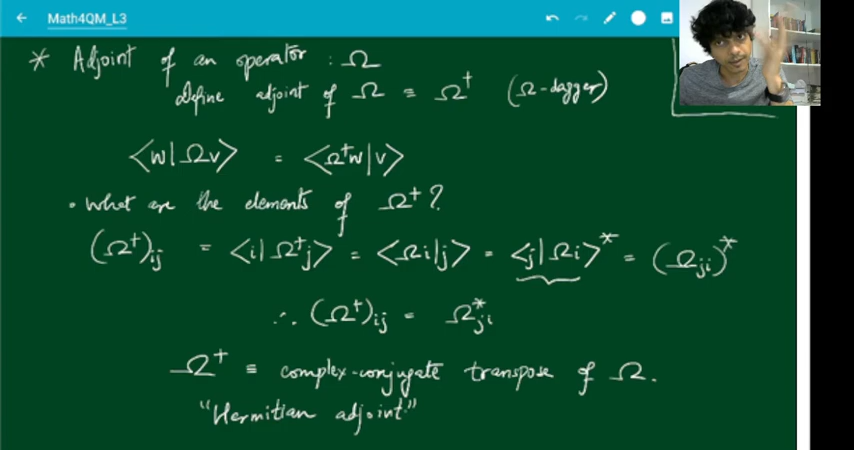 Math4QM_L3
* Adjoint of an operator : Ω
Define adjoint of Ω ≡ Ω† (Ω-dagger)
⟨w|Ωv⟩ = ⟨Ω†w|v⟩
• What are the elements of Ω†?
(Ω†)ij = ⟨i|Ω†j⟩ = ⟨Ωi|j⟩ = ⟨j|Ωi⟩* = (Ωji)*
∴ (Ω†)ij = Ω*ji
Ω† ≡ complex-conjugate transpose of Ω.
"Hermitian adjoint"